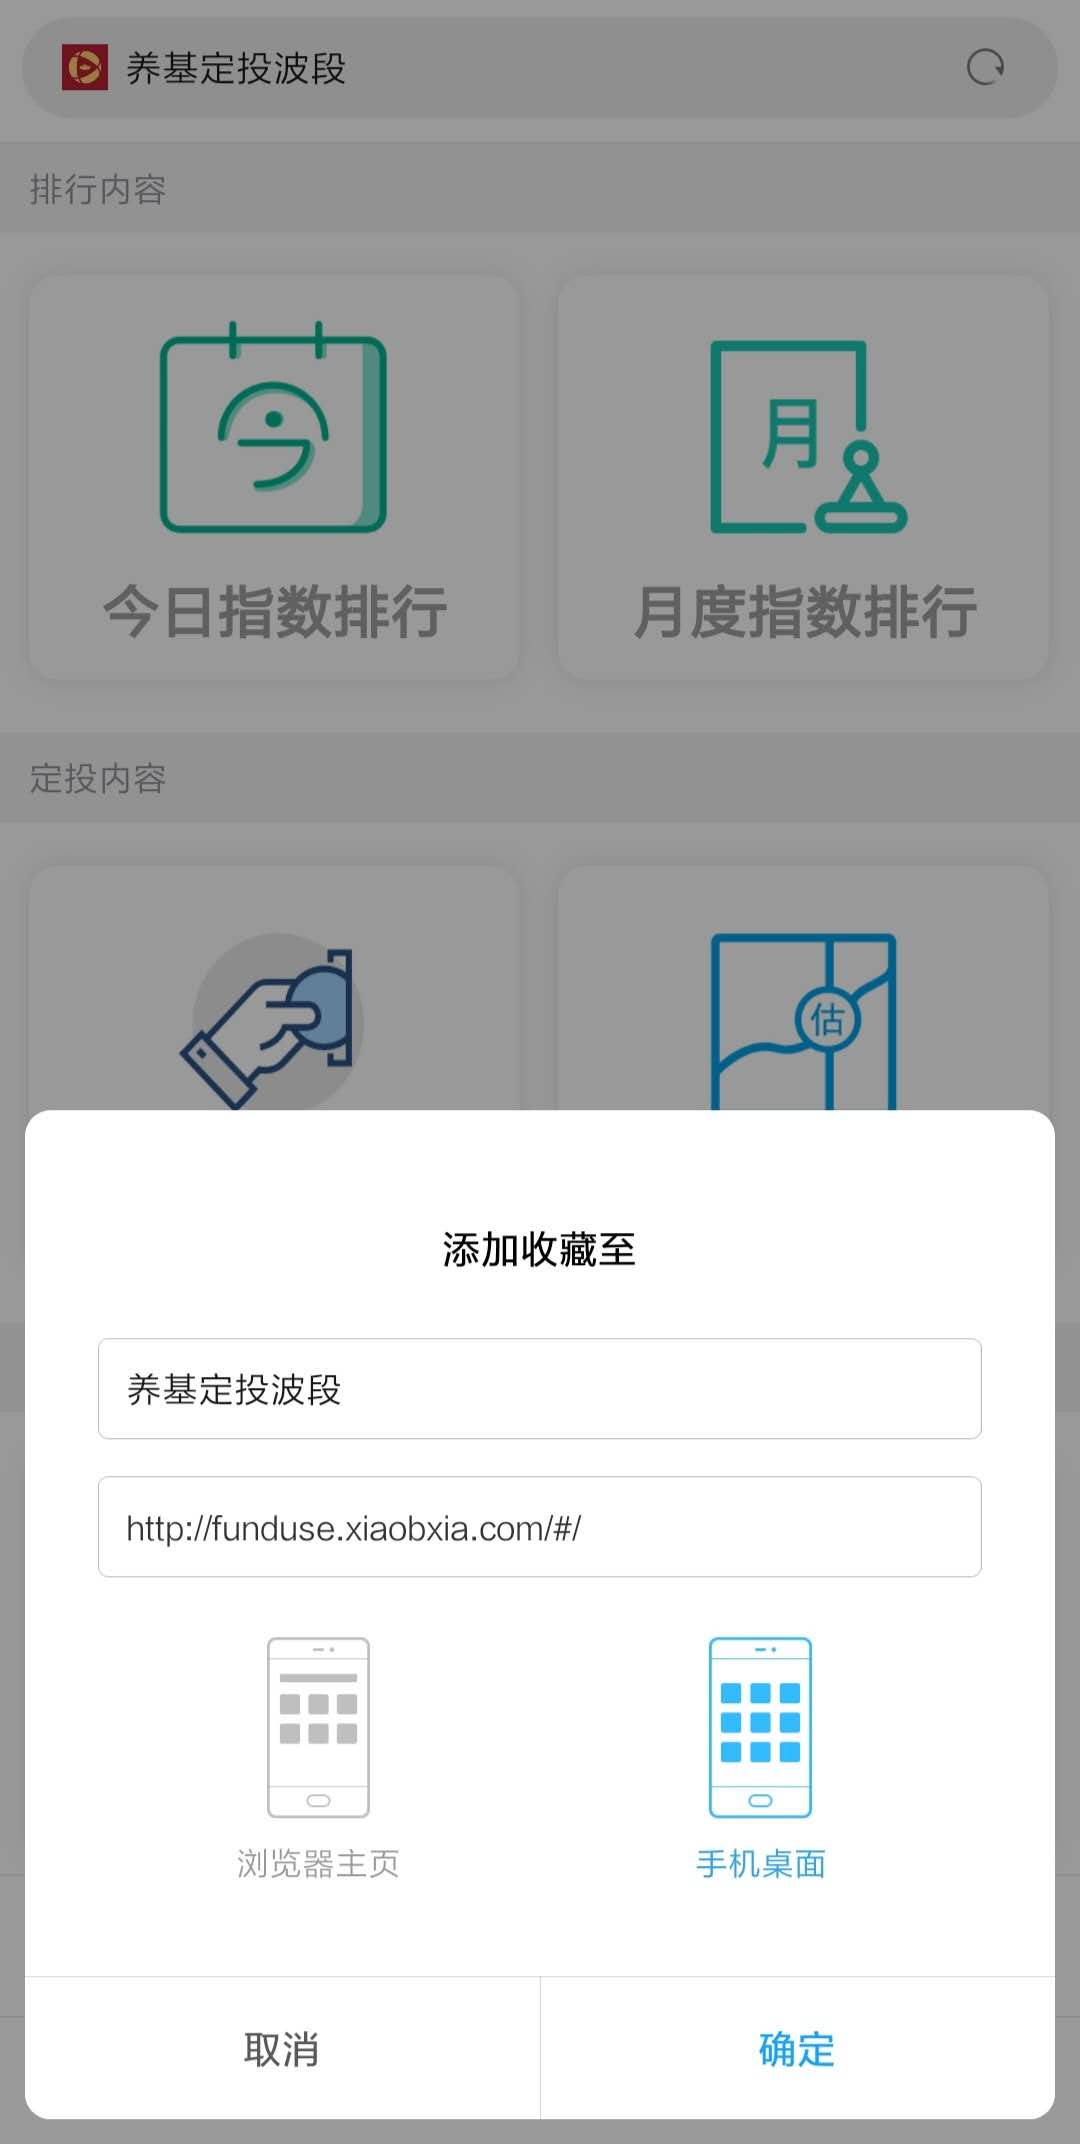 养基定投波段
排行内容
今
月
今日指数排行
月度指数排行
定投内容
估
添加收藏至
养基定投波段
http://funduse.xiaobxia.com/#/
浏览器主页
手机桌面
取消
确定